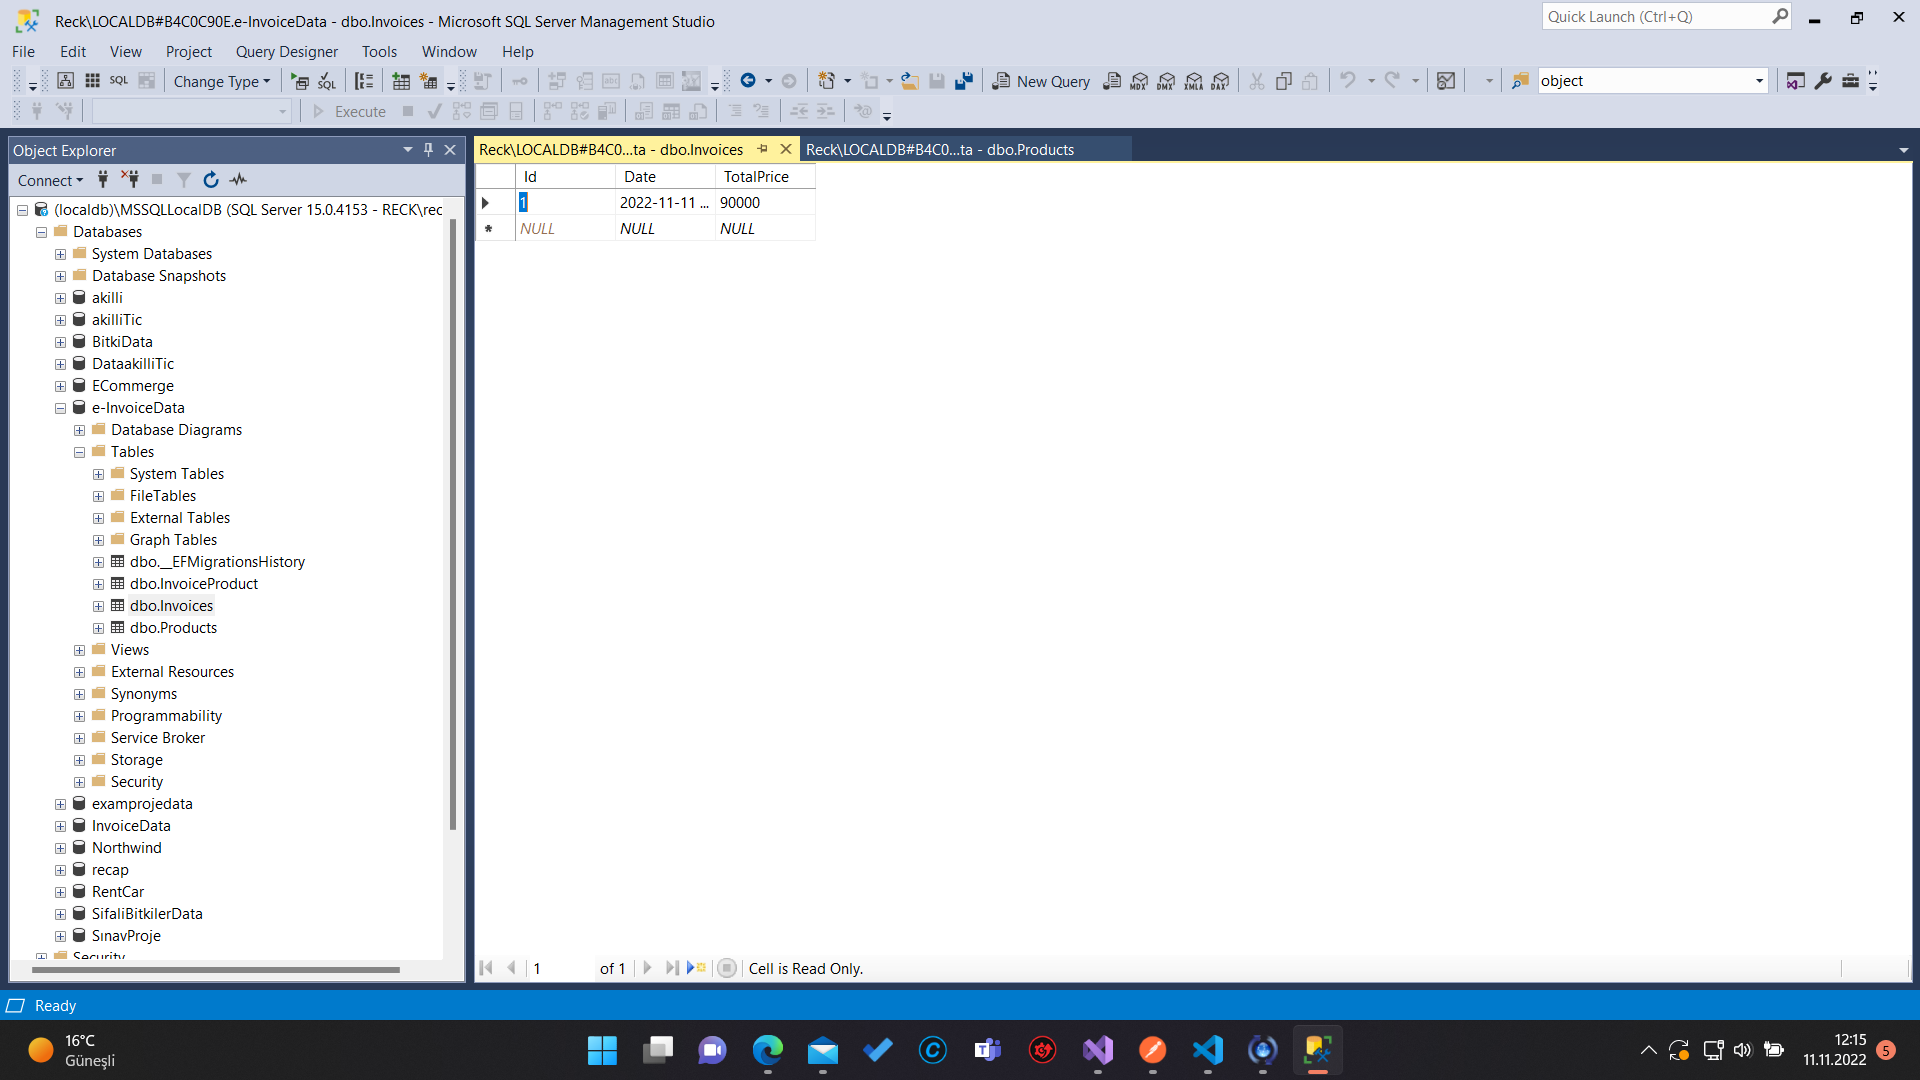 Reck\LOCALDB#B4C0C90E.e-InvoiceData - dbo.Invoices - Microsoft SQL Server Management Studio
Quick Launch (Ctrl+Q)
File Edit View Project Query Designer Tools Window Help
SQL Change Type SQL New Query MDX DMX XMLA DAX object
Execute
Object Explorer
Connect
(localdb)\MSSQLLocalDB (SQL Server 15.0.4153 - RECK\rec
Databases
System Databases
Database Snapshots
akilli
akilliTic
BitkiData
DataakilliTic
ECommerge
e-InvoiceData
Database Diagrams
Tables
System Tables
FileTables
External Tables
Graph Tables
dbo.__EFMigrationsHistory
dbo.InvoiceProduct
dbo.Invoices
dbo.Products
Views
External Resources
Synonyms
Programmability
Service Broker
Storage
Security
examprojedata
InvoiceData
Northwind
recap
RentCar
SifaliBitkilerData
SınavProje
Security
Reck\LOCALDB#B4C0...ta - dbo.Invoices Reck\LOCALDB#B4C0...ta - dbo.Products
Id Date TotalPrice
1 2022-11-11 ... 90000
NULL NULL NULL
1 of 1 Cell is Read Only.
Ready
16°C
Güneşli
12:15
11.11.2022
5